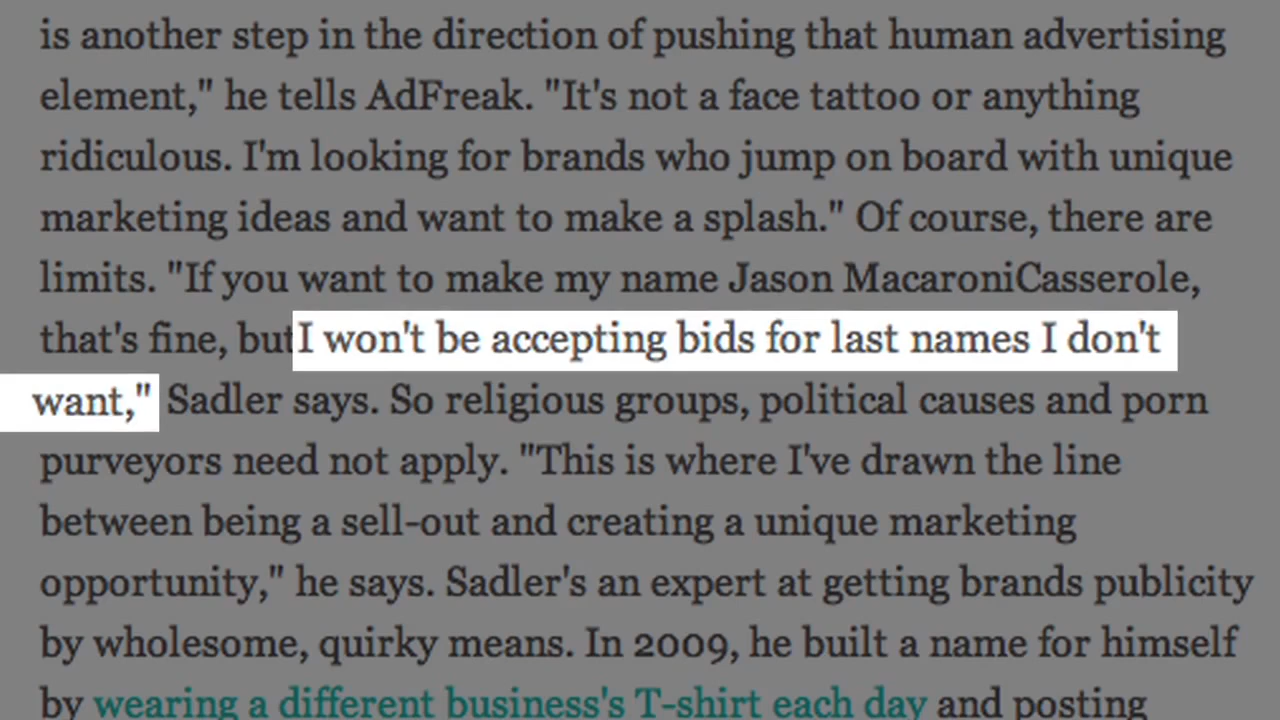 is another step in the direction of pushing that human advertising
element," he tells AdFreak. "It's not a face tattoo or anything
ridiculous. I'm looking for brands who jump on board with unique
marketing ideas and want to make a splash." Of course, there are
limits. "If you want to make my name Jason MacaroniCasserole,
that's fine, but I won't be accepting bids for last names I don't
want," Sadler says. So religious groups, political causes and porn
purveyors need not apply. "This is where I've drawn the line
between being a sell-out and creating a unique marketing
opportunity," he says. Sadler's an expert at getting brands publicity
by wholesome, quirky means. In 2009, he built a name for himself
by wearing a different business's T-shirt each day and posting